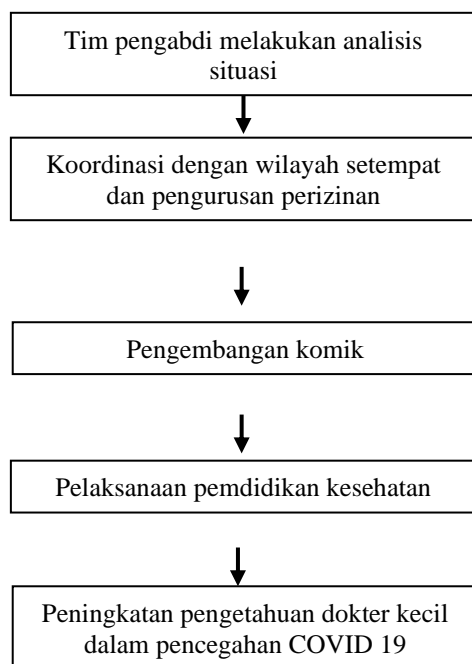 Tim pengabdi melakukan analisis
situasi
Koordinasi dengan wilayah setempat
dan pengurusan perizinan
Pengembangan komik
Pelaksanaan pemdidikan kesehatan
Peningkatan pengetahuan dokter kecil
dalam pencegahan COVID 19